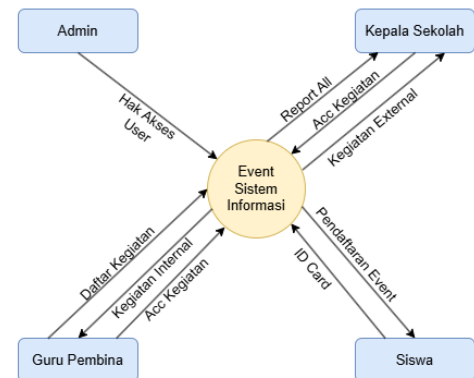 Admin
Kepala Sekolah
Hak Akses
User
Report All
Acc Kegiatan
Kegiatan External
Event
Sistem
Informasi
Daftar Kegiatan
Kegiatan Internal
Acc Kegiatan
Pendaftaran Event
ID Card
Guru Pembina
Siswa